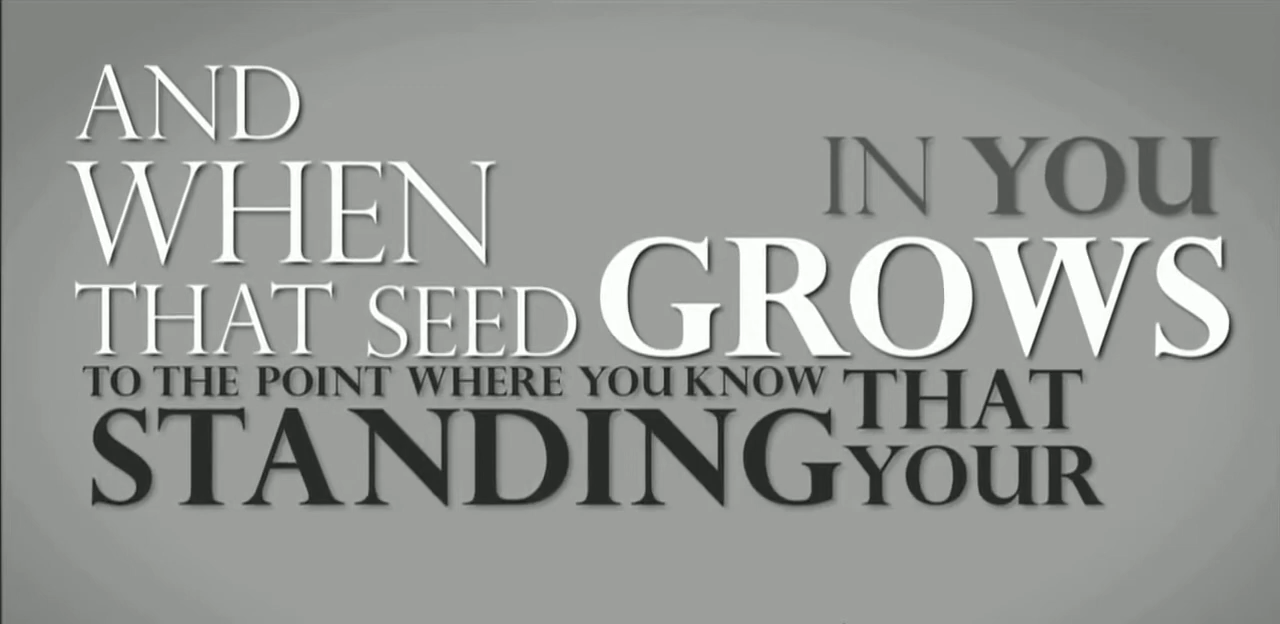 AND
WHEN
THAT SEED
IN YOU
GROWS
TO THE POINT WHERE YOU KNOW
THAT
STANDING
YOUR